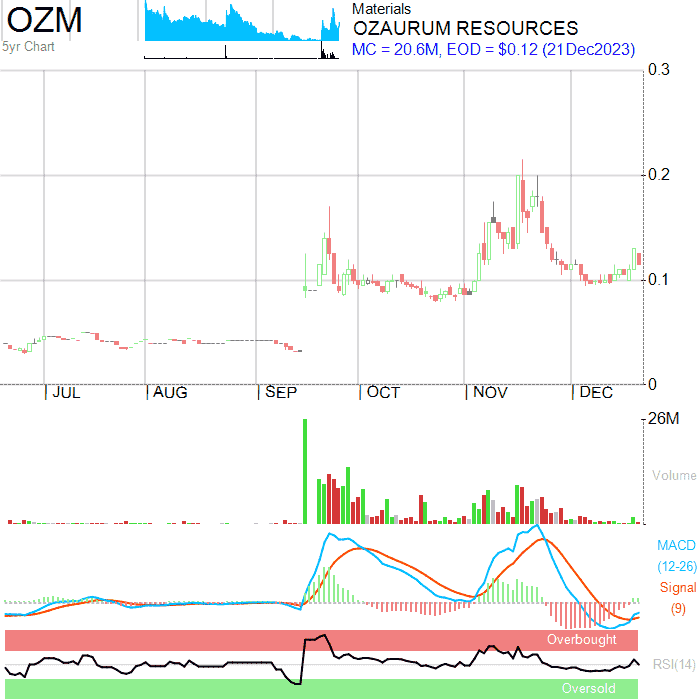 OZM
5yr Chart
Materials
OZAURUM RESOURCES
MC = 20.6M, EOD = $0.12 (21Dec2023)
0.3
0.2
0.1
0
JUL AUG SEP OCT NOV DEC
26M
Volume
MACD
(12-26)
Signal
(9)
Overbought
RSI(14)
Oversold